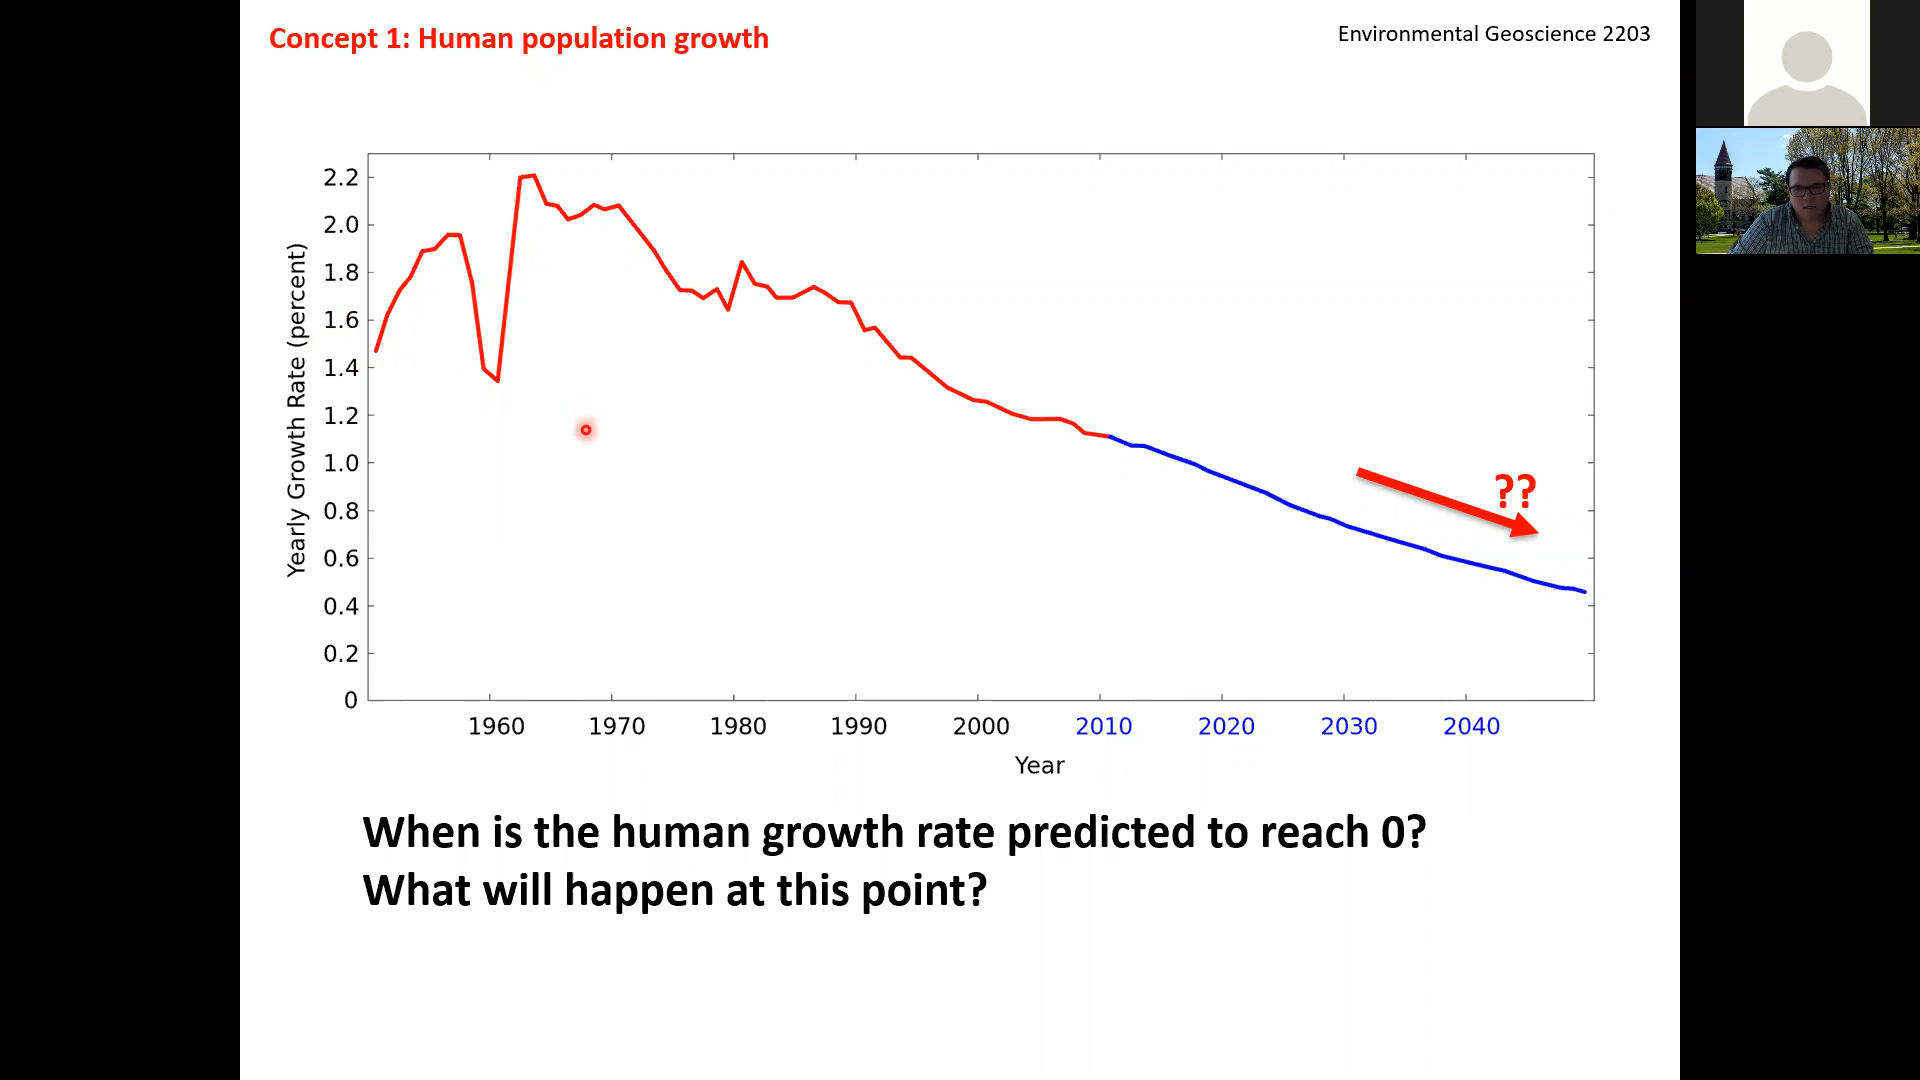 Concept 1: Human population growth
Environmental Geoscience 2203
2.2
2.0
1.8
1.6
1.4
1.2
1.0
0.8
0.6
0.4
0.2
0
Yearly Growth Rate (percent)
??
1960 1970 1980 1990 2000 2010 2020 2030 2040
Year
When is the human growth rate predicted to reach 0?
What will happen at this point?